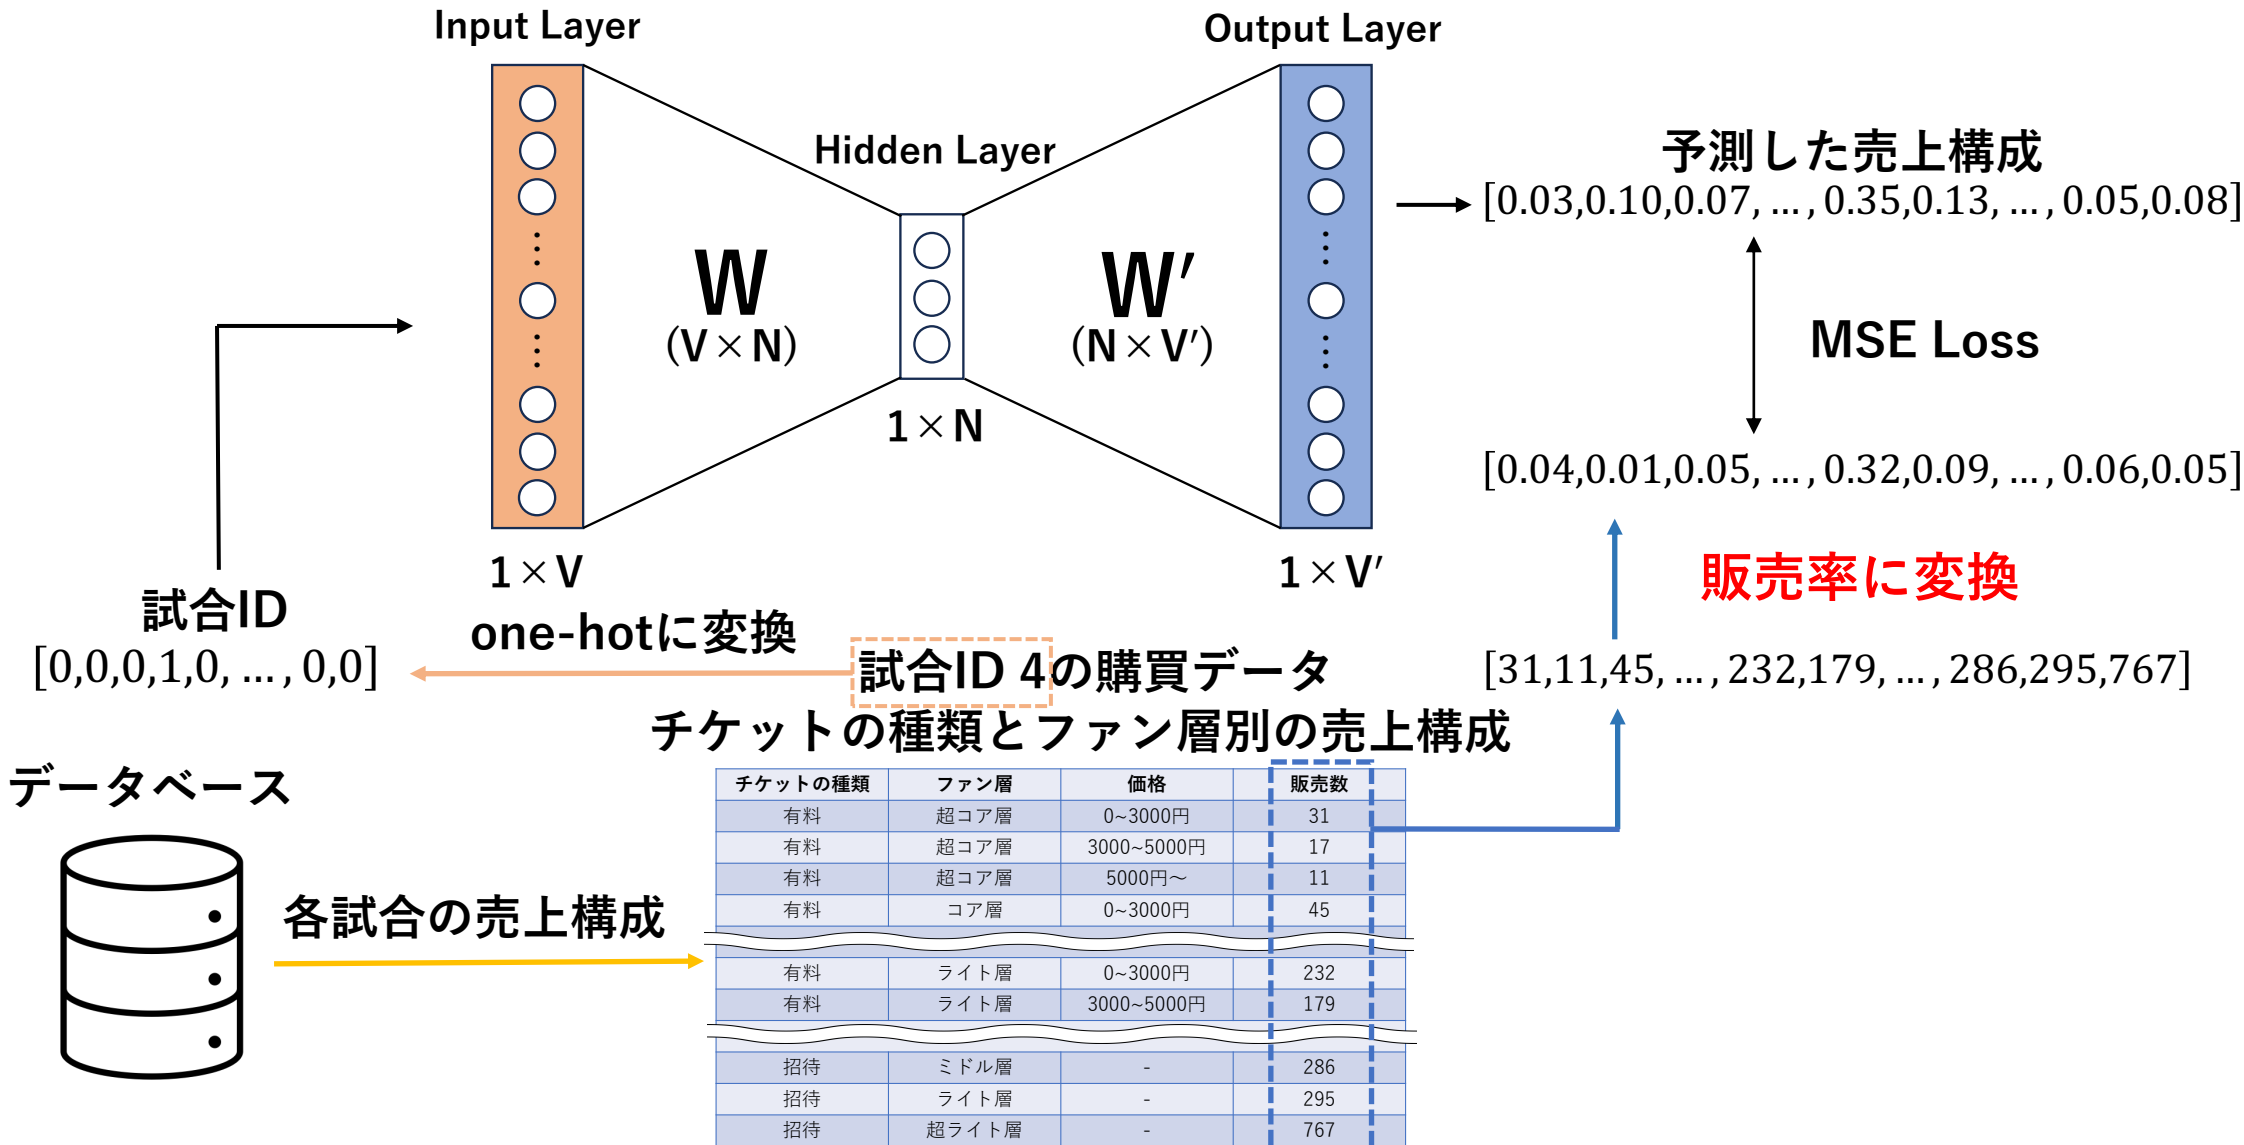 Input Layer
Output Layer
Hidden Layer
W
(V×N)
W′
(N×V′)
1×N
1×V
1×V′
予測した売上構成
[0.03,0.10,0.07, … , 0.35,0.13, … , 0.05,0.08]
MSE Loss
[0.04,0.01,0.05, … , 0.32,0.09, … , 0.06,0.05]
販売率に変換
[31,11,45, … , 232,179, … , 286,295,767]
試合ID
[0,0,0,1,0, … , 0,0]
one-hotに変換
試合ID 4の購買データ
チケットの種類とファン層別の売上構成
データベース
各試合の売上構成
チケットの種類 ファン層 価格 販売数
有料 超コア層 0~3000円 31
有料 超コア層 3000~5000円 17
有料 超コア層 5000円～ 11
有料 コア層 0~3000円 45
有料 ライト層 0~3000円 232
有料 ライト層 3000~5000円 179
招待 ミドル層 - 286
招待 ライト層 - 295
招待 超ライト層 - 767